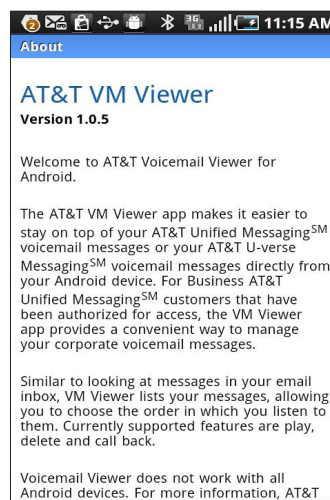 2
3G
11:15 AM
About
AT&T VM Viewer
Version 1.0.5
Welcome to AT&T Voicemail Viewer for
Android.
The AT&T VM Viewer app makes it easier to
stay on top of your AT&T Unified Messaging℠
voicemail messages or your AT&T U-verse
Messaging℠ voicemail messages directly from
your Android device. For Business AT&T
Unified Messaging℠ customers that have
been authorized for access, the VM Viewer
app provides a convenient way to manage
your corporate voicemail messages.
Similar to looking at messages in your email
inbox, VM Viewer lists your messages, allowing
you to choose the order in which you listen to
them. Currently supported features are play,
delete and call back.
Voicemail Viewer does not work with all
Android devices. For more information, AT&T